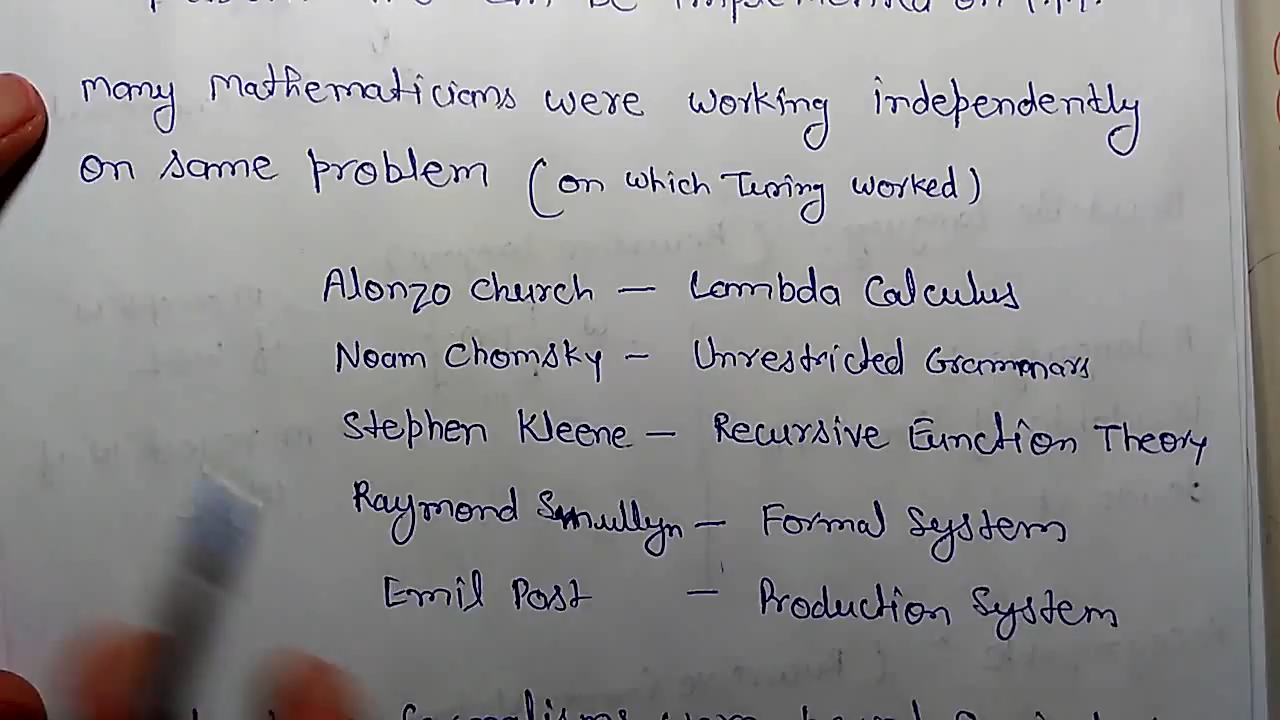 many mathematicians were working independently
on same problem (on which Turing worked)
Alonzo Church — Lambda Calculus
Noam Chomsky - Unrestricted Grammars
Stephen Kleene - Recursive Function Theory
Raymond Smullyn - Formal System
Emil Post - Production System